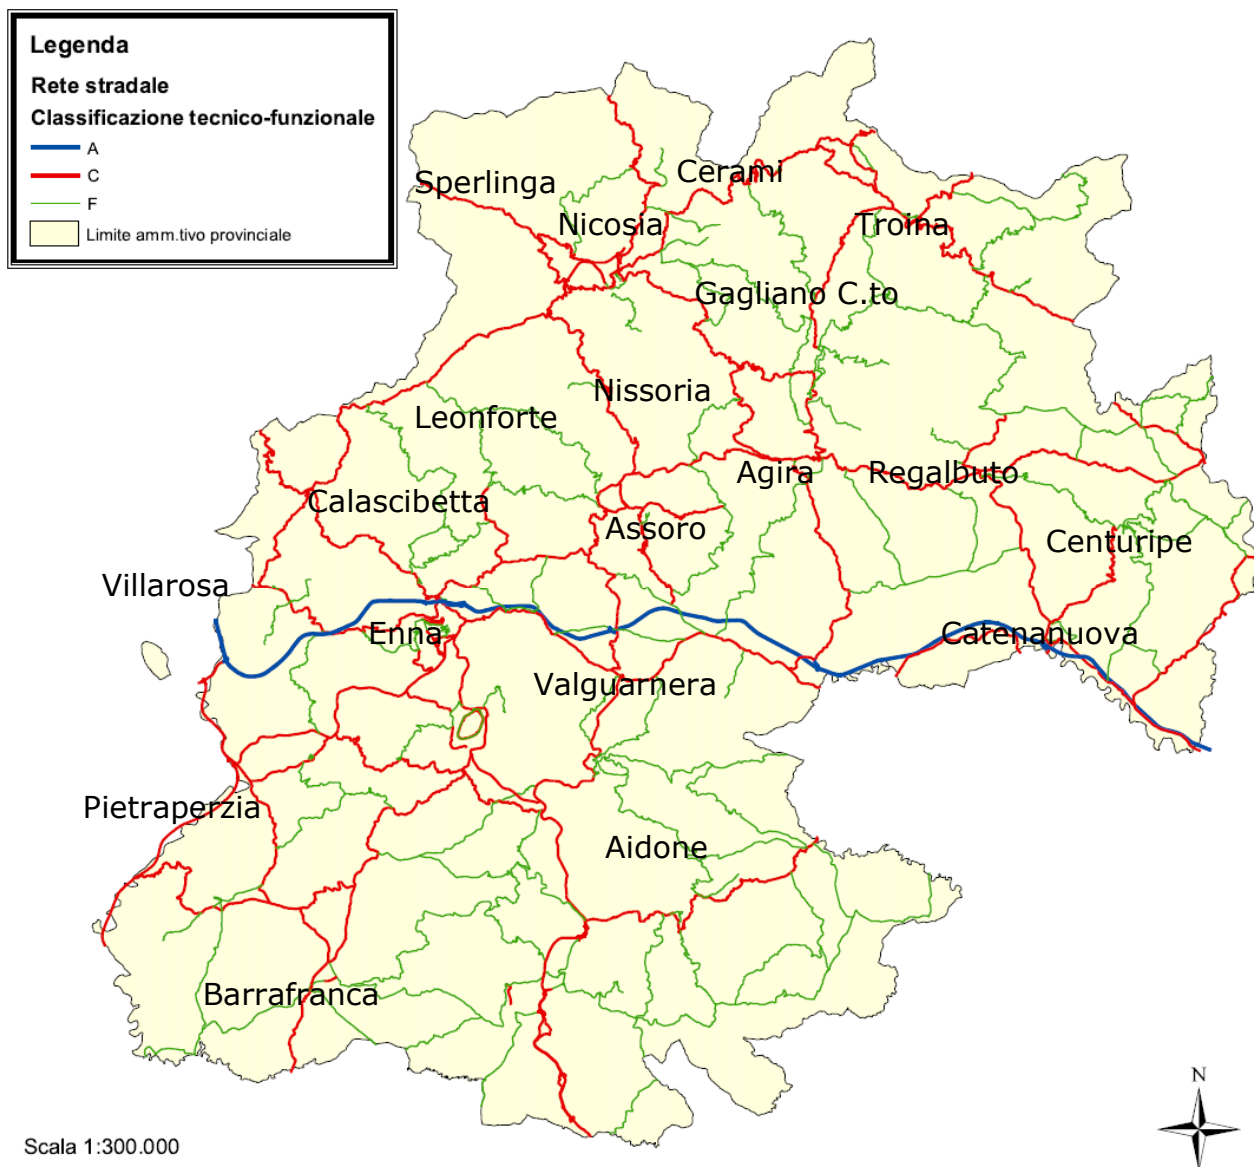 Legenda
Rete stradale
Classificazione tecnico-funzionale
A
C
F
Limite amm.tivo provinciale
Cerami
Sperlinga
Nicosia
Troina
Gagliano C.to
Nissoria
Leonforte
Agira
Regalbuto
Calascibetta
Assoro
Centuripe
Villarosa
Enna
Catenanuova
Valguarnera
Pietraperzia
Aidone
Barrafranca
N
Scala 1:300.000